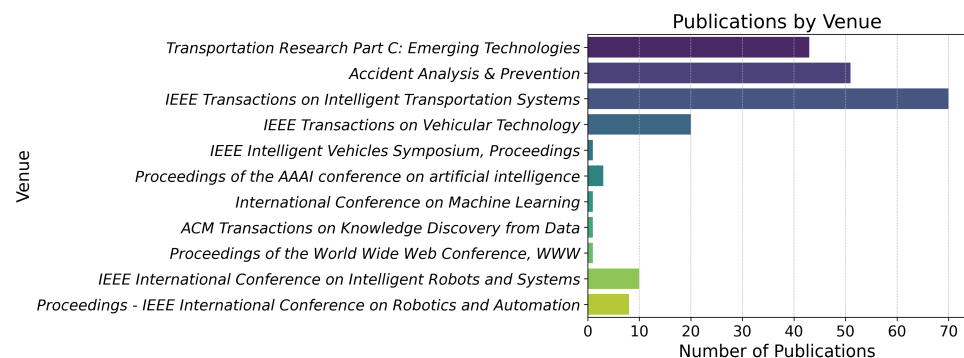 Publications by Venue
Transportation Research Part C: Emerging Technologies
Accident Analysis & Prevention
IEEE Transactions on Intelligent Transportation Systems
IEEE Transactions on Vehicular Technology
IEEE Intelligent Vehicles Symposium, Proceedings
Proceedings of the AAAI conference on artificial intelligence
International Conference on Machine Learning
ACM Transactions on Knowledge Discovery from Data
Proceedings of the World Wide Web Conference, WWW
IEEE International Conference on Intelligent Robots and Systems
Proceedings - IEEE International Conference on Robotics and Automation
Venue
0 10 20 30 40 50 60 70
Number of Publications